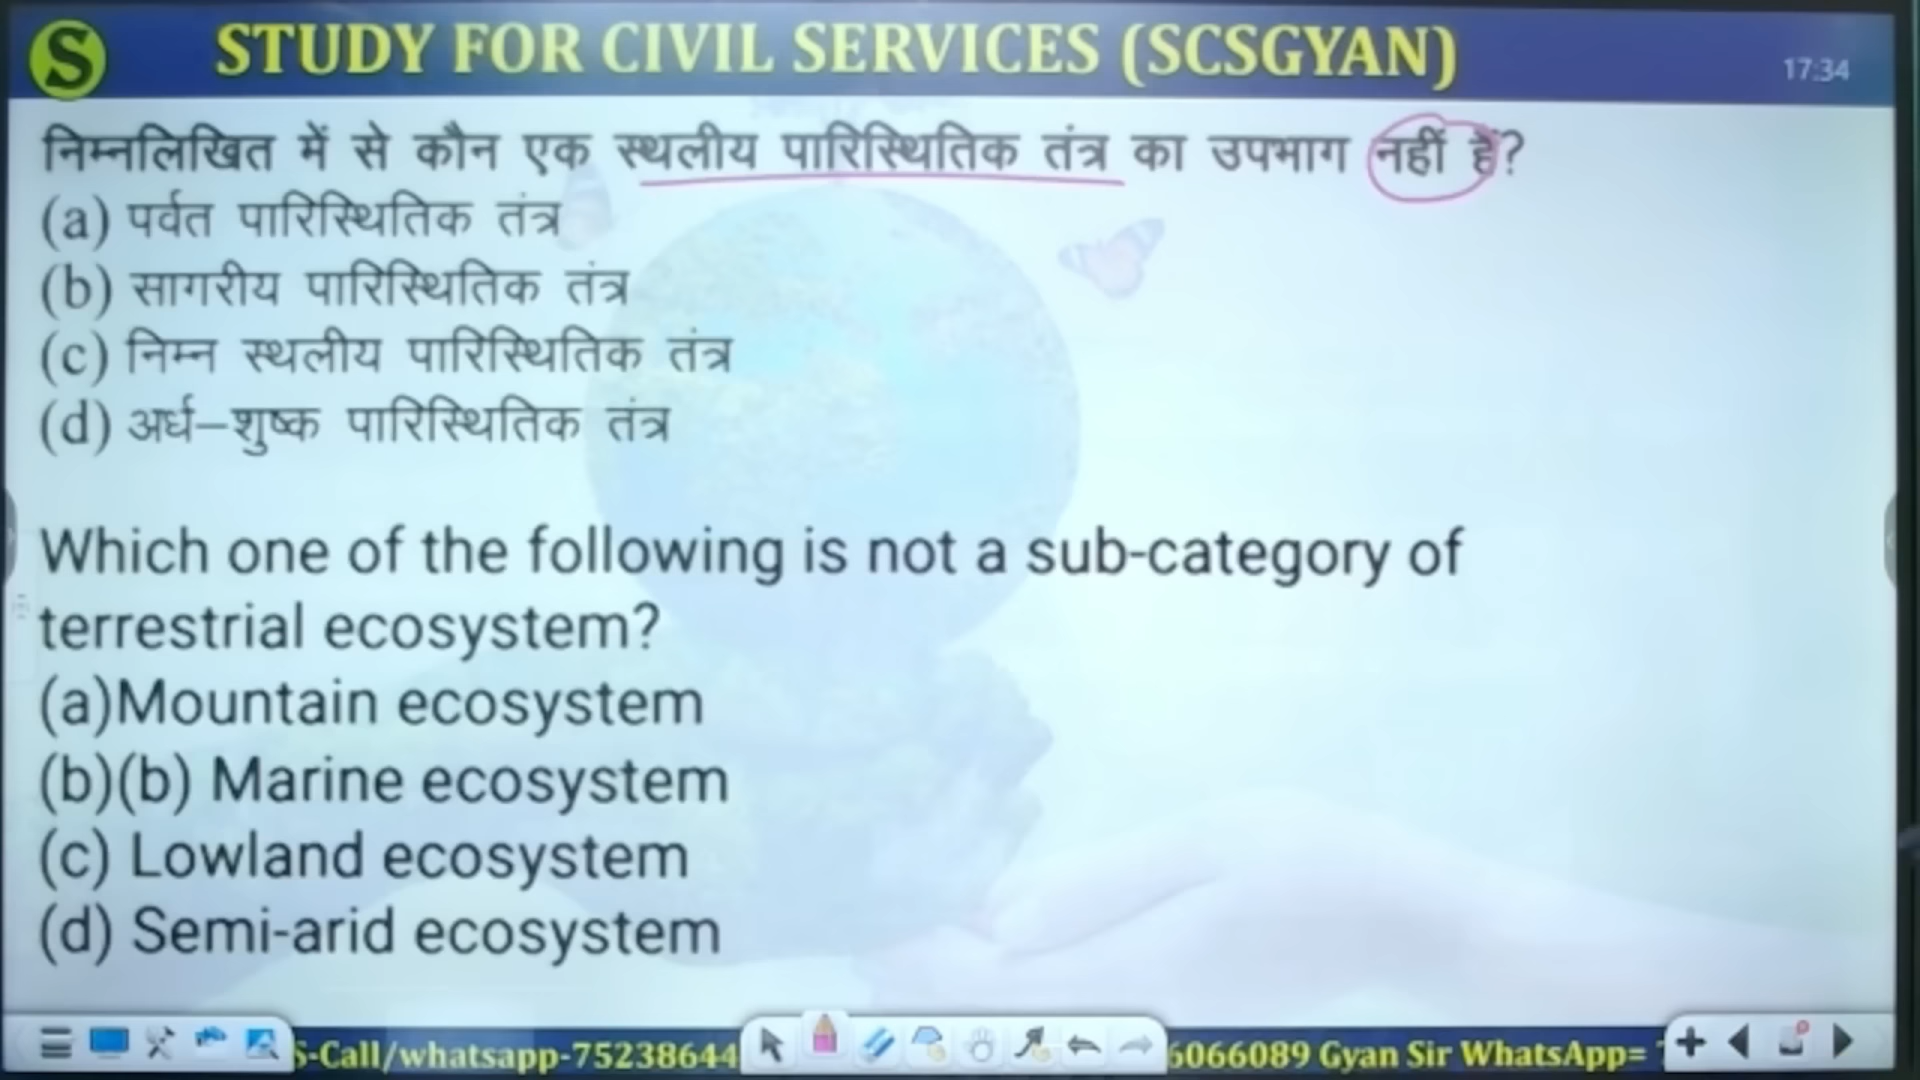 S STUDY FOR CIVIL SERVICES (SCSGYAN) 17:34
निम्नलिखित में से कौन एक स्थलीय पारिस्थितिक तंत्र का उपभाग नहीं हैं?
(a) पर्वत पारिस्थितिक तंत्र
(b) सागरीय पारिस्थितिक तंत्र
(c) निम्न स्थलीय पारिस्थितिक तंत्र
(d) अर्ध–शुष्क पारिस्थितिक तंत्र
Which one of the following is not a sub-category of
terrestrial ecosystem?
(a)Mountain ecosystem
(b)(b) Marine ecosystem
(c) Lowland ecosystem
(d) Semi-arid ecosystem
S-Call/whatsapp-75238644 6066089 Gyan Sir WhatsApp=